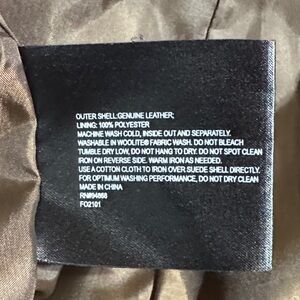 OUTER SHELL:GENUINE LEATHER;
LINING: 100% POLYESTER
MACHINE WASH COLD, INSIDE OUT AND SEPARATELY.
WASHABLE IN WOOLITE® FABRIC WASH. DO NOT BLEACH
TUMBLE DRY LOW, DO NOT HANG TO DRY. DO NOT SPOT CLEAN
IRON ON REVERSE SIDE. WARM IRON AS NEEDED.
USE A COTTON CLOTH TO IRON OVER SUEDE SHELL DIRECTLY.
FOR OPTIMUM WASHING PERFORMANCE, DO NOT DRY CLEAN
MADE IN CHINA
RN#94868
FO2101